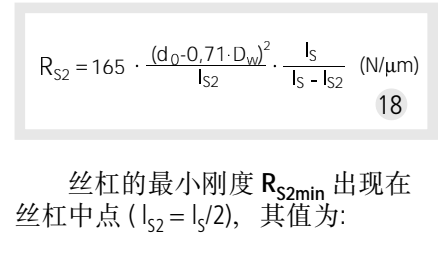 R_S2 = 165 · (d_0-0,71·D_w)^2 / l_S2 · l_S / (l_S - l_S2) (N/μm)
18
丝杠的最小刚度 R_S2min 出现在
丝杠中点 ( l_S2 = l_s/2), 其值为: